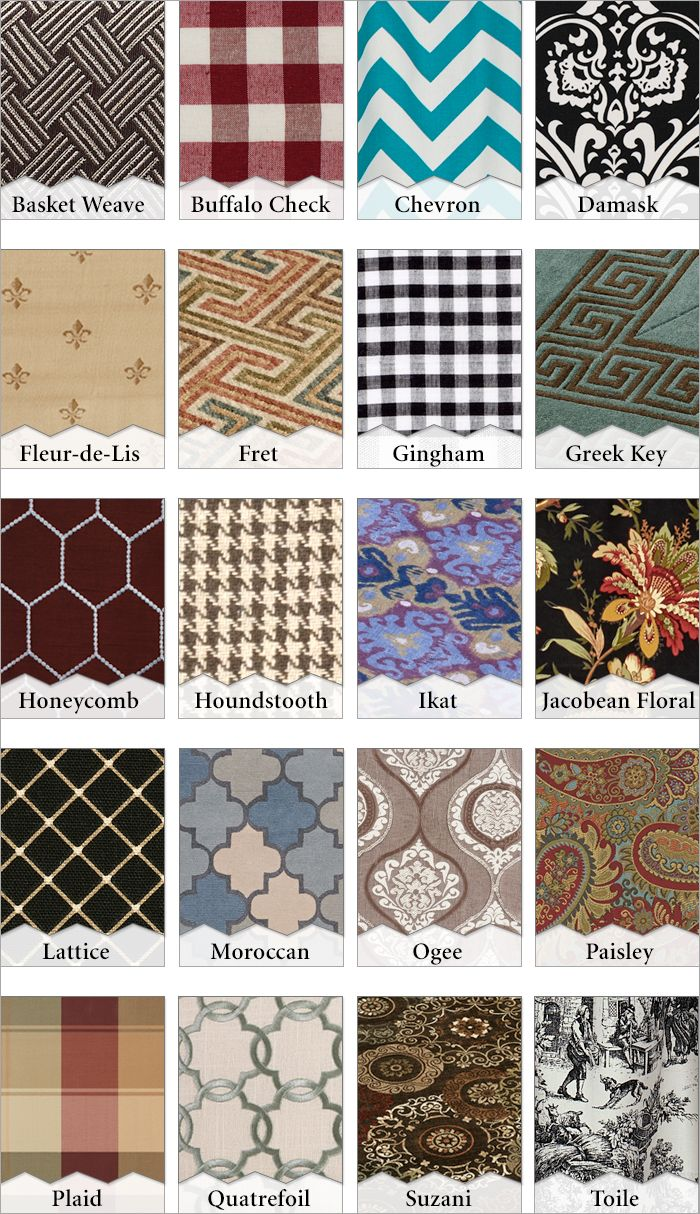 Basket Weave
Buffalo Check
Chevron
Damask
Fleur-de-Lis
Fret
Gingham
Greek Key
Honeycomb
Houndstooth
Ikat
Jacobean Floral
Lattice
Moroccan
Ogee
Paisley
Plaid
Quatrefoil
Suzani
Toile